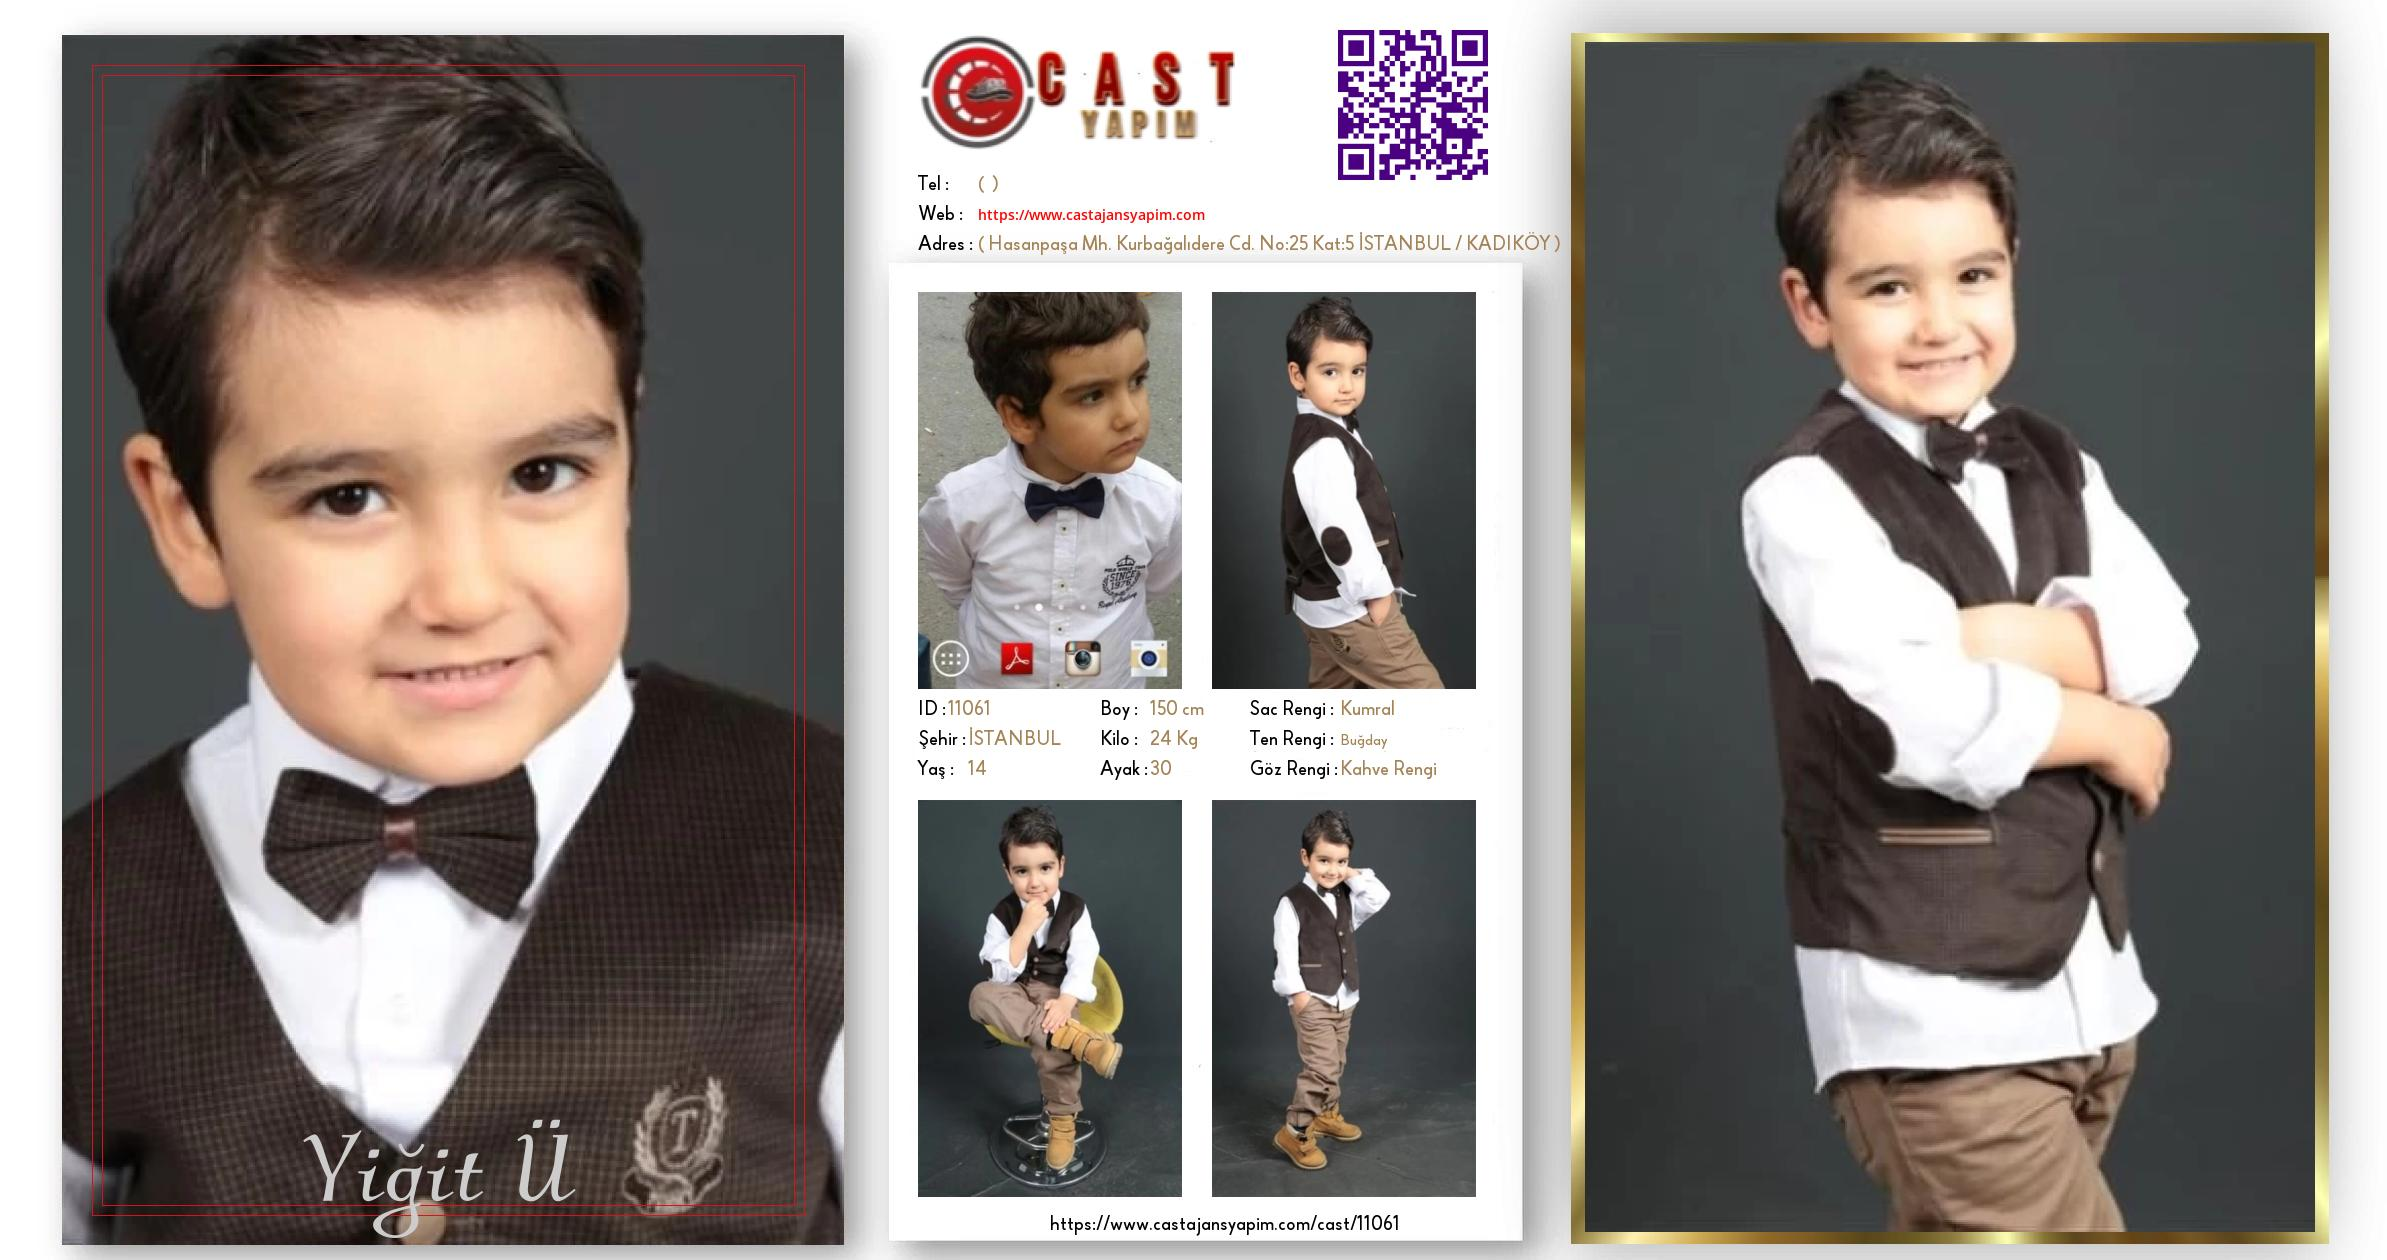 CAST
YAPIM
Tel : ( )
Web : https://www.castajansyapim.com
Adres : ( Hasanpaşa Mh. Kurbağalıdere Cd. No:25 Kat:5 İSTANBUL / KADIKÖY )
SINCE
1976
ID : 11061 Boy : 150 cm Sac Rengi : Kumral
Şehir : İSTANBUL Kilo : 24 Kg Ten Rengi : Buğday
Yaş : 14 Ayak : 30 Göz Rengi : Kahve Rengi
T
Yiğit Ü
https://www.castajansyapim.com/cast/11061